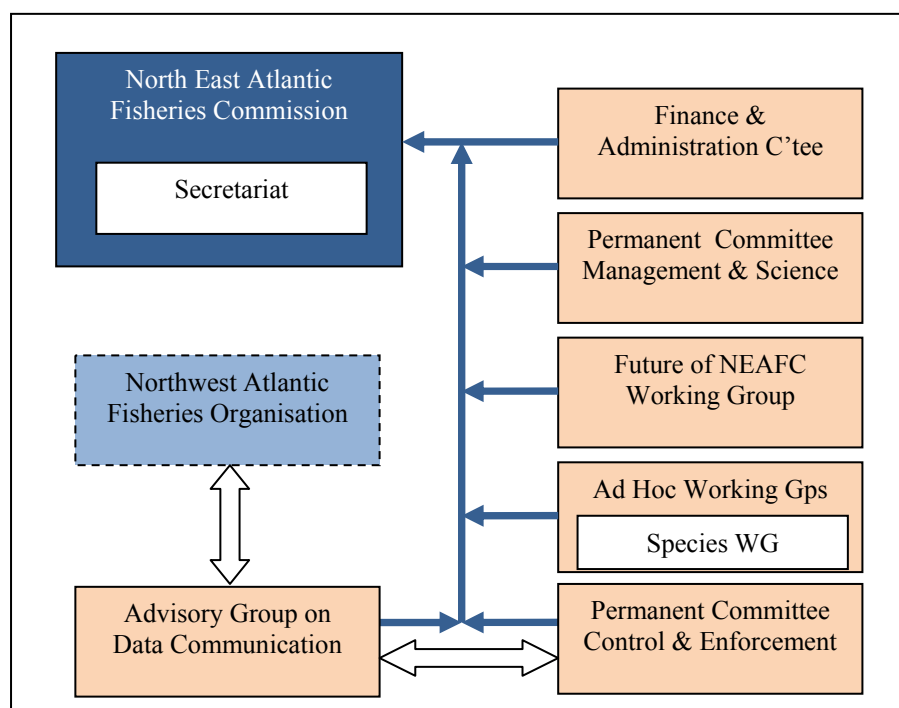 North East Atlantic
Fisheries Commission
Secretariat
Finance &
Administration C’tee
Permanent Committee
Management & Science
Northwest Atlantic
Fisheries Organisation
Future of NEAFC
Working Group
Ad Hoc Working Gps
Species WG
Advisory Group on
Data Communication
Permanent Committee
Control & Enforcement